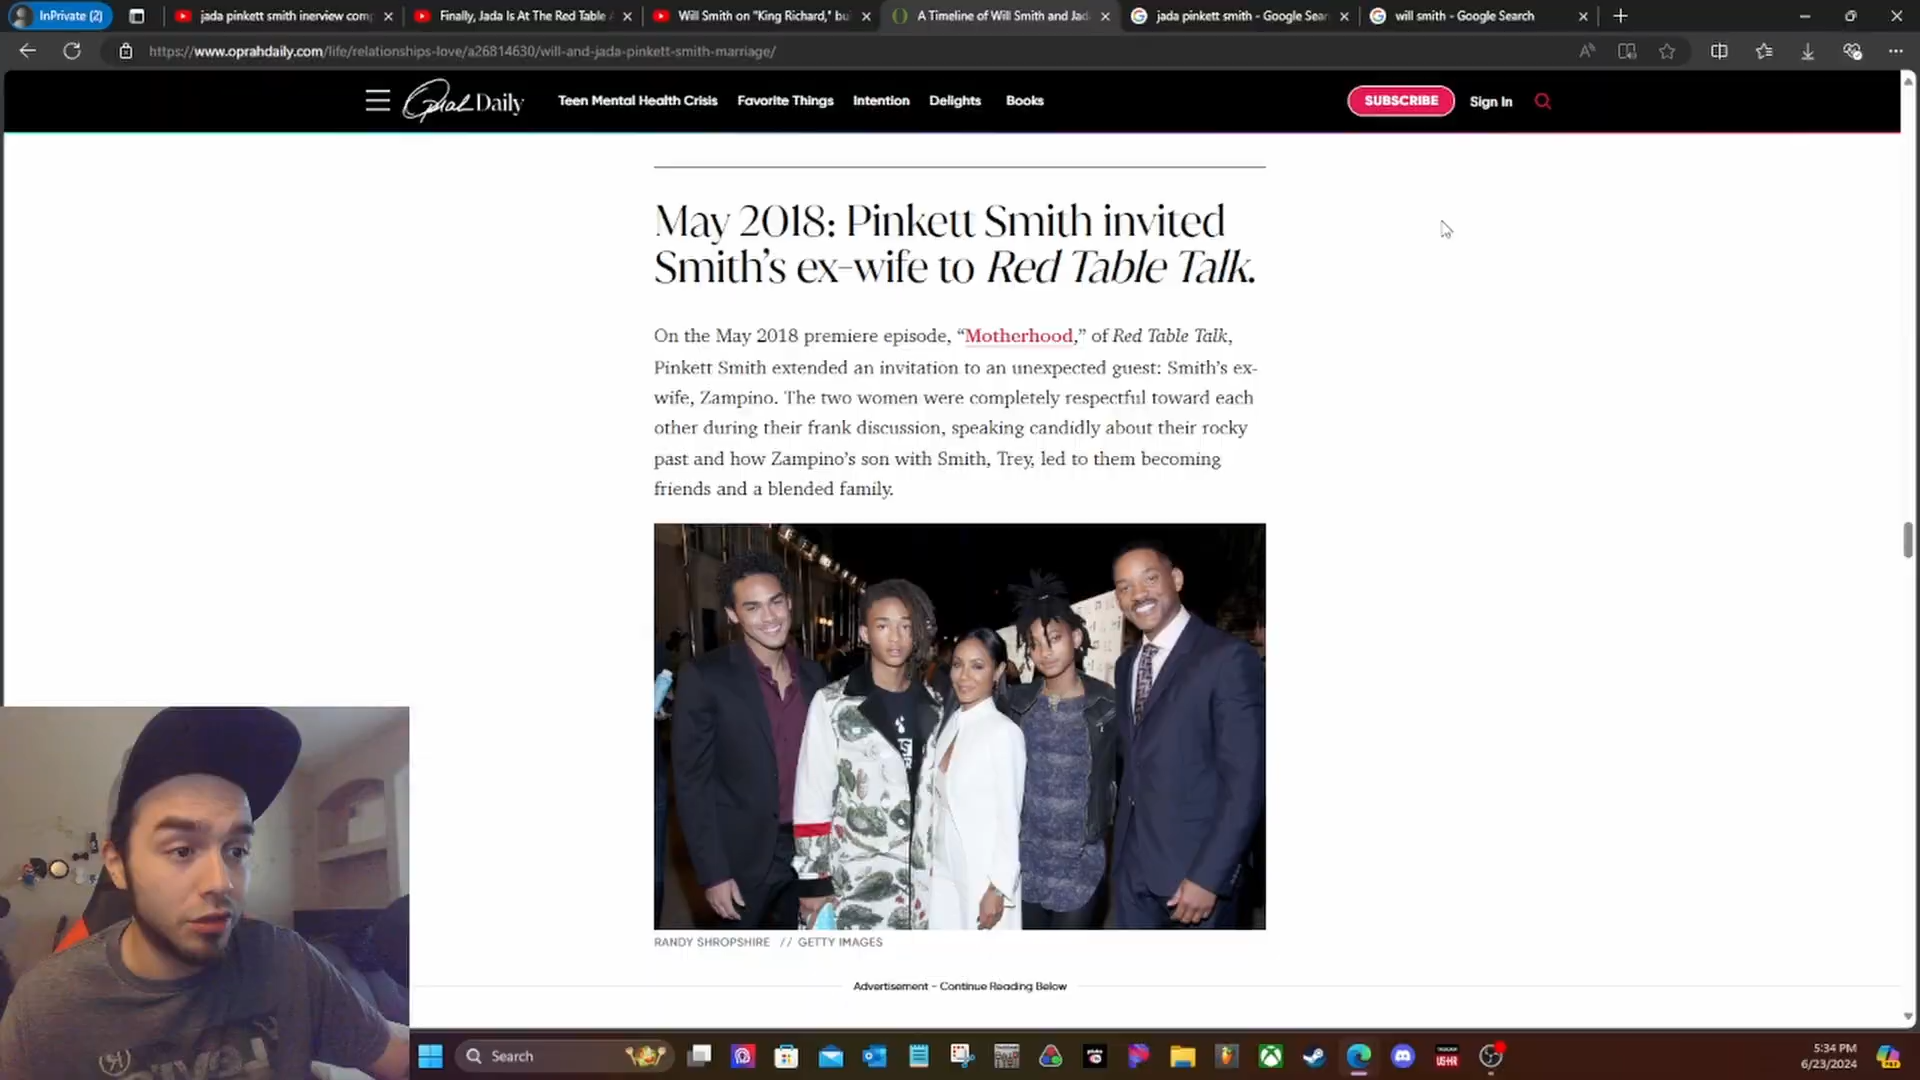 InPrivate (2)
jada pinkett smith inerview comp
Finally, Jada Is At The Red Table
Will Smith on "King Richard," bu
A Timeline of Will Smith and Jad
jada pinkett smith - Google Sear
will smith - Google Search
https://www.oprahdaily.com/life/relationships-love/a26814630/will-and-jada-pinkett-smith-marriage/
Oprah Daily
Teen Mental Health Crisis
Favorite Things
Intention
Delights
Books
SUBSCRIBE
Sign In
May 2018: Pinkett Smith invited
Smith's ex-wife to Red Table Talk.
On the May 2018 premiere episode, “Motherhood,” of Red Table Talk,
Pinkett Smith extended an invitation to an unexpected guest: Smith's ex-
wife, Zampino. The two women were completely respectful toward each
other during their frank discussion, speaking candidly about their rocky
past and how Zampino's son with Smith, Trey, led to them becoming
friends and a blended family.
RANDY SHROPSHIRE // GETTY IMAGES
Advertisement - Continue Reading Below
Search
5:34 PM
6/23/2024